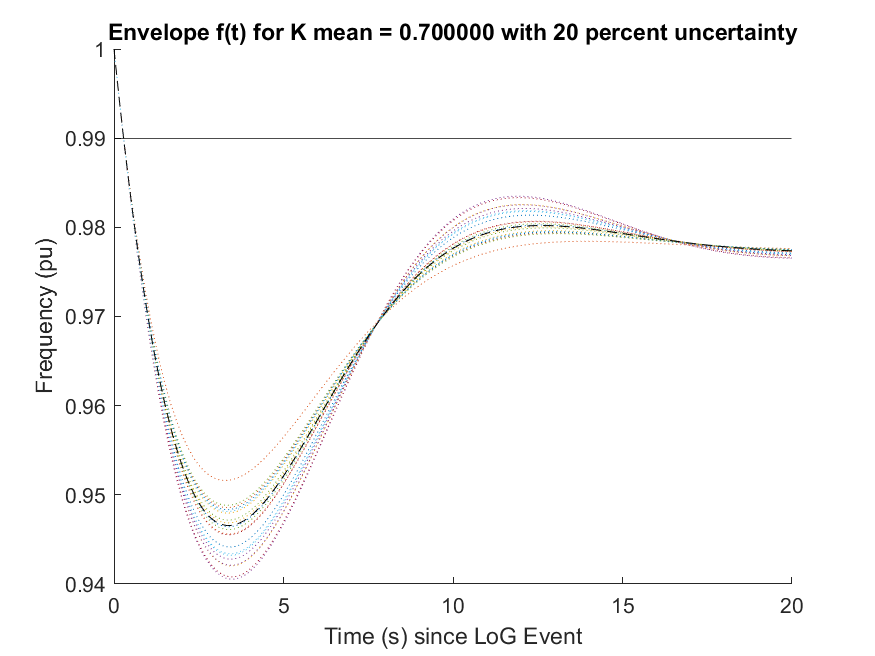 Envelope f(t) for K mean = 0.700000 with 20 percent uncertainty
1
0.99
0.98
0.97
0.96
0.95
0.94
Frequency (pu)
0 5 10 15 20
Time (s) since LoG Event